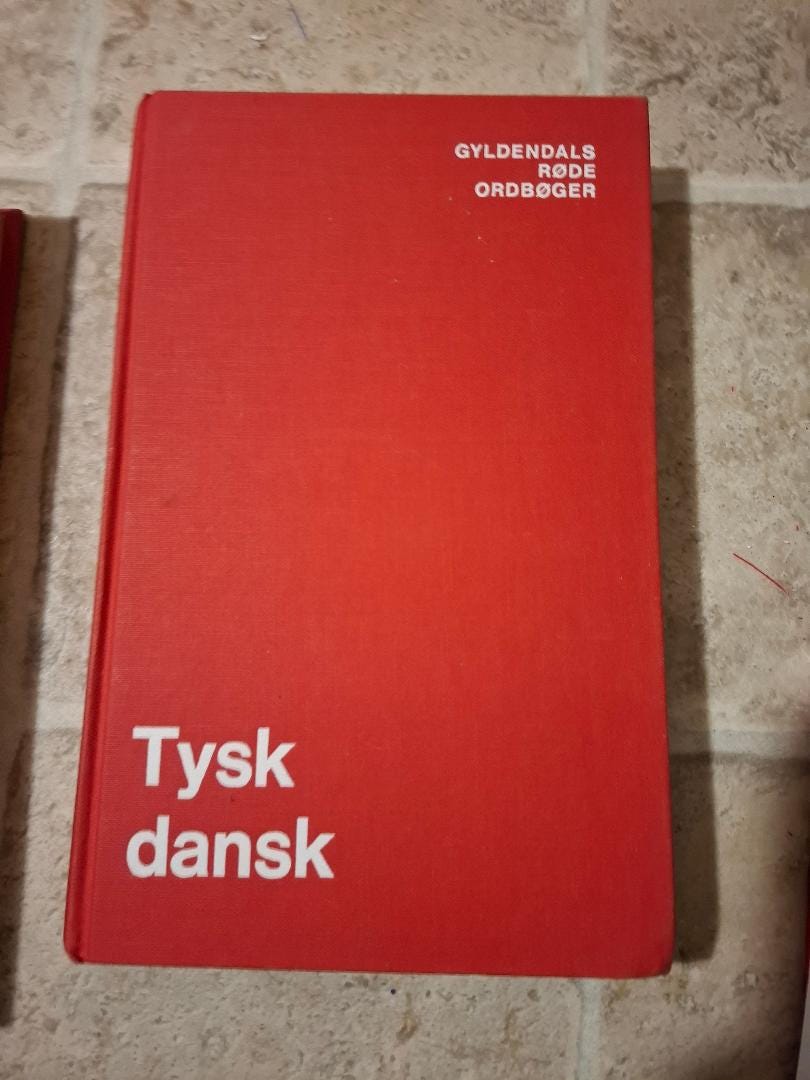 GYLDENDALS
RØDE
ORDBØGER
Tysk
dansk